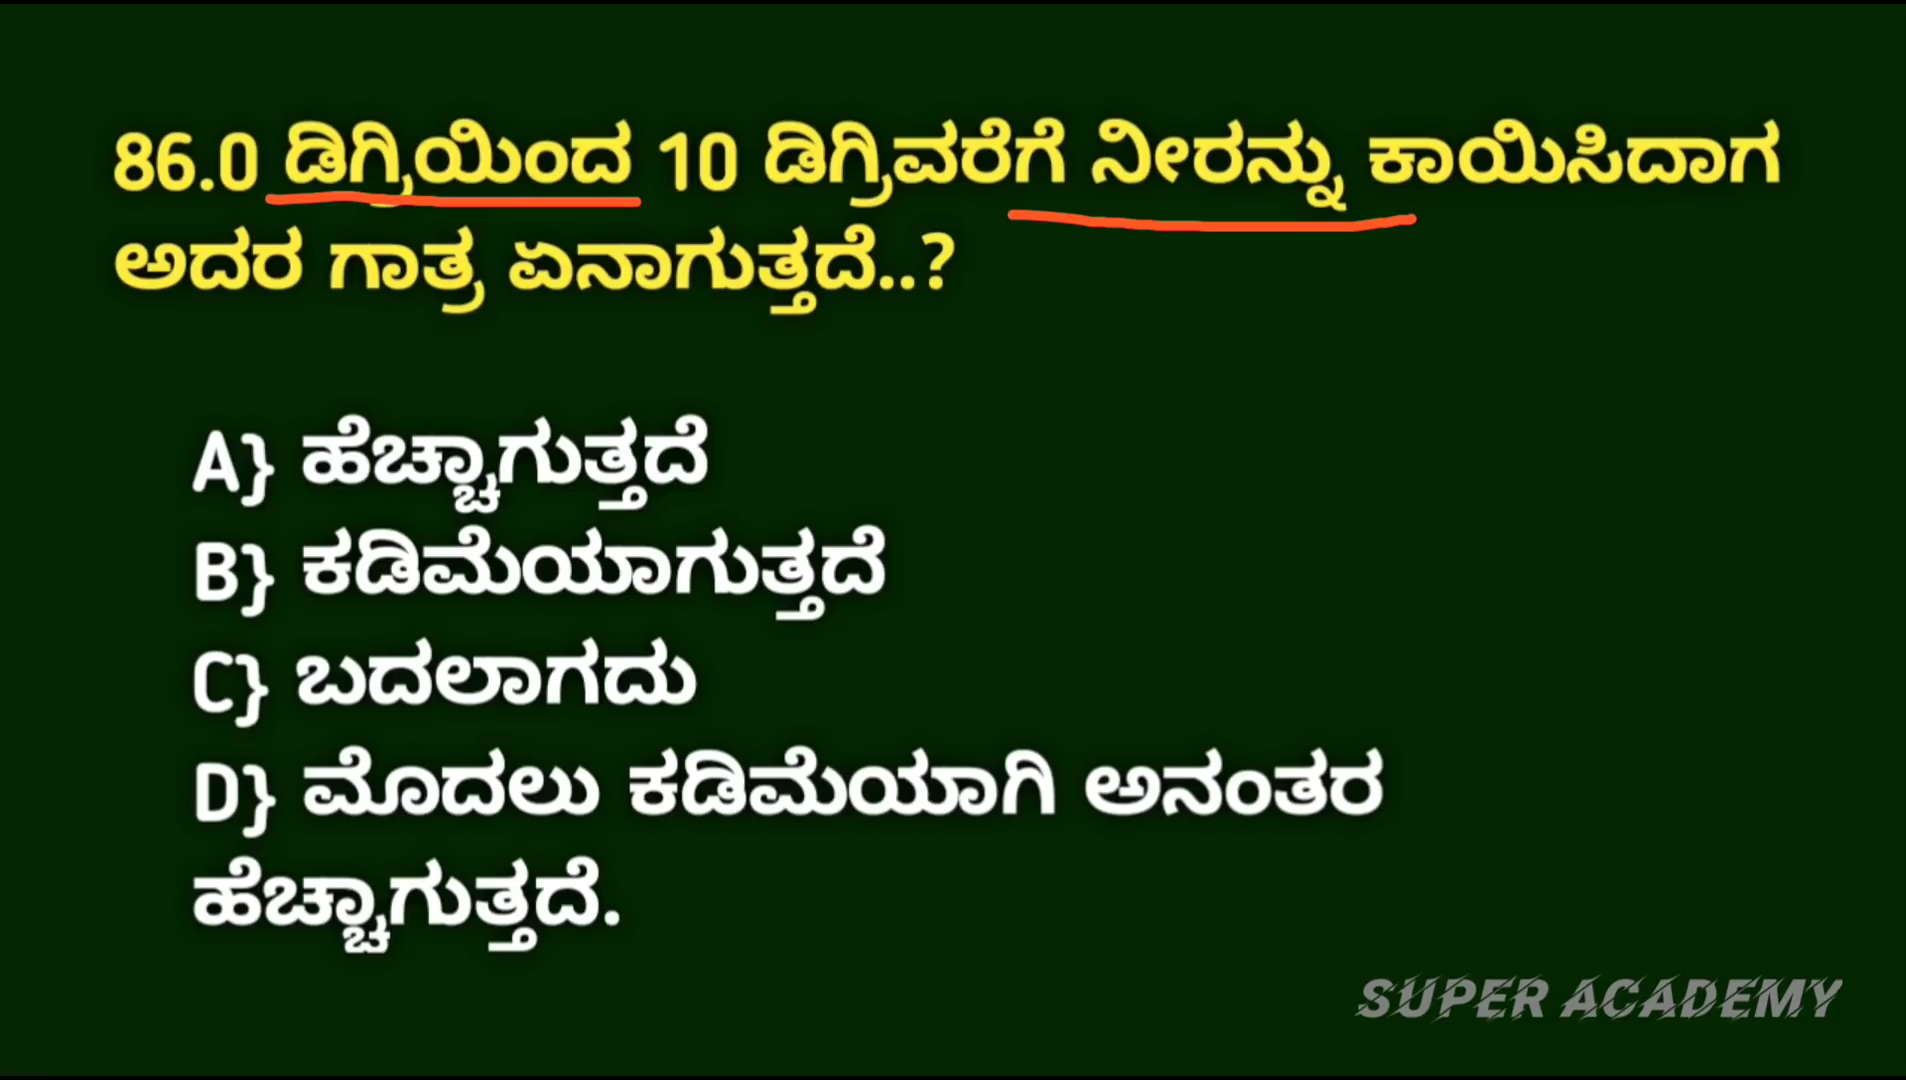 86.0 ಡಿಗ್ರಿಯಿಂದ 10 ಡಿಗ್ರಿವರೆಗೆ ನೀರನ್ನು ಕಾಯಿಸಿದಾಗ
ಅದರ ಗಾತ್ರ ಏನಾಗುತ್ತದೆ..?
A} ಹೆಚ್ಚಾಗುತ್ತದೆ
B} ಕಡಿಮೆಯಾಗುತ್ತದೆ
C} ಬದಲಾಗದು
D} ಮೊದಲು ಕಡಿಮೆಯಾಗಿ ಅನಂತರ
ಹೆಚ್ಚಾಗುತ್ತದೆ.
SUPER ACADEMY